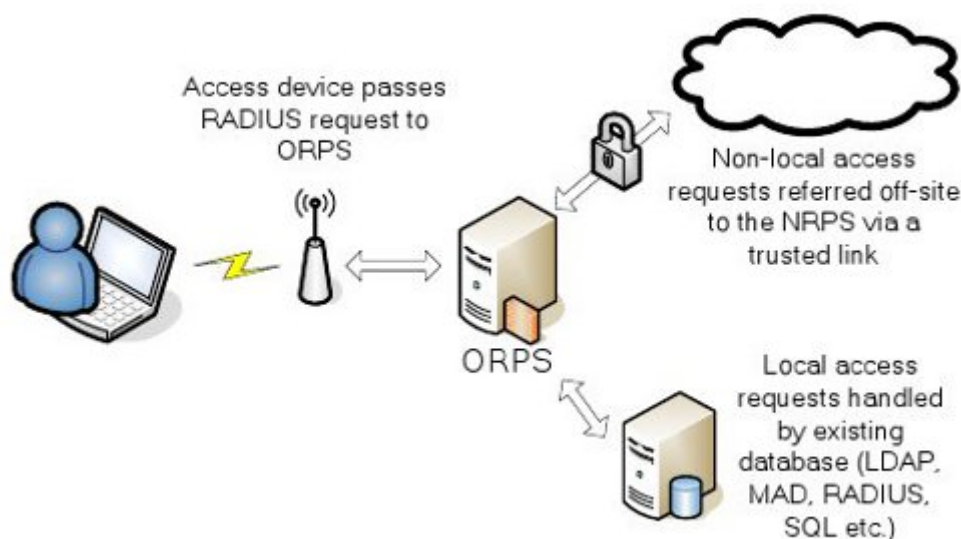 Access device passes
RADIUS request to
ORPS
Non-local access
requests referred off-site
to the NRPS via a
trusted link
ORPS
Local access
requests handled
by existing
database (LDAP,
MAD, RADIUS,
SQL etc.)